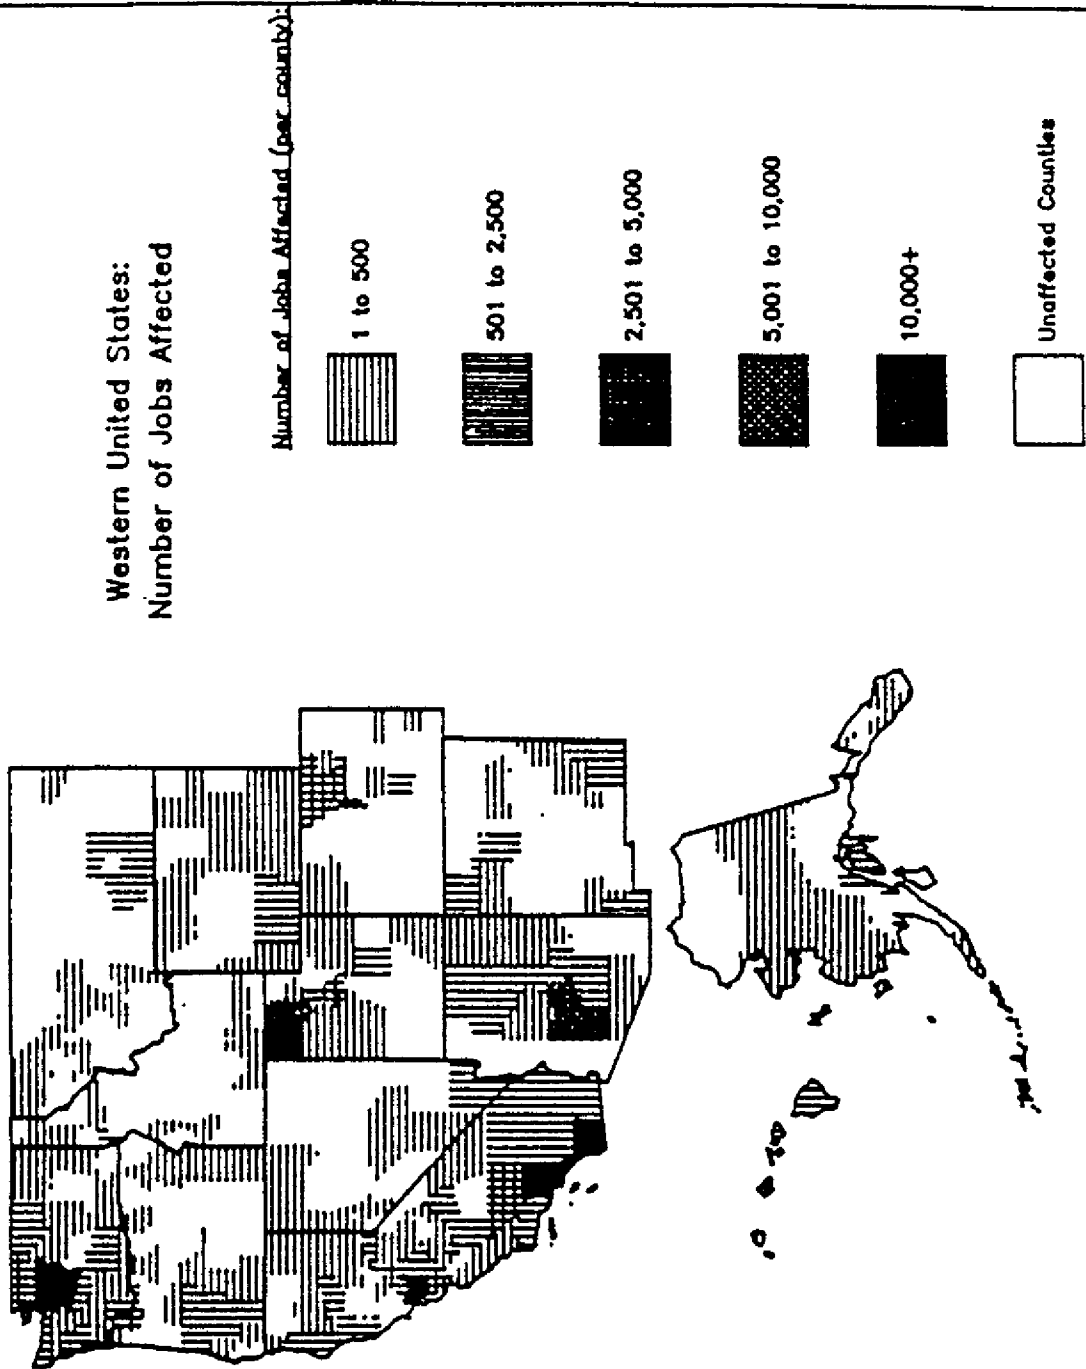 Western United States:
Number of Jobs Affected
Number of Jobs Affected (per county):
1 to 500
501 to 2,500
2,501 to 5,000
5,001 to 10,000
10,000+
Unaffected Counties